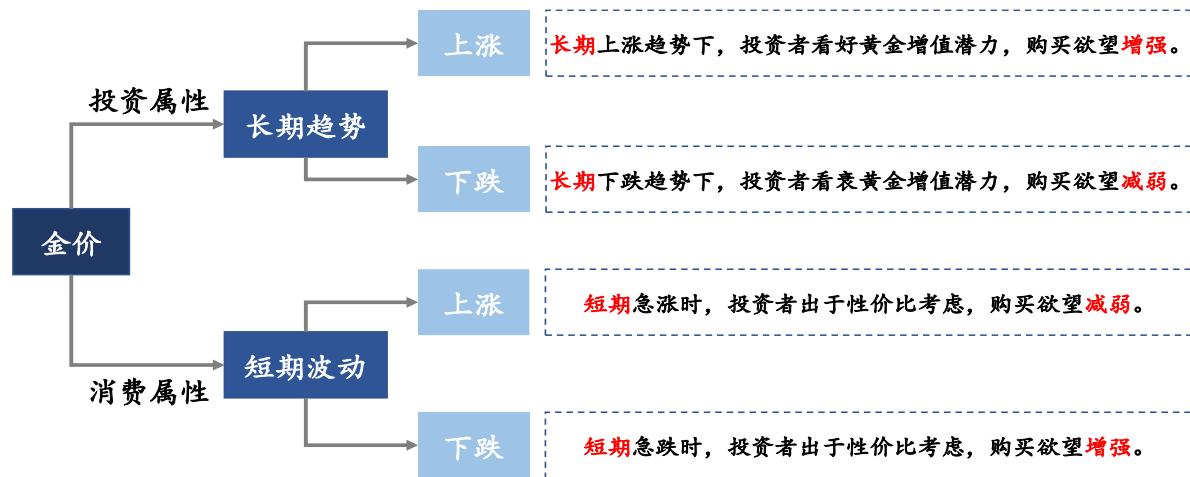 上涨
长期上涨趋势下，投资者看好黄金增值潜力，购买欲望增强。
投资属性
长期趋势
下跌
长期下跌趋势下，投资者看衰黄金增值潜力，购买欲望减弱。
金价
上涨
短期急涨时，投资者出于性价比考虑，购买欲望减弱。
短期波动
消费属性
下跌
短期急跌时，投资者出于性价比考虑，购买欲望增强。